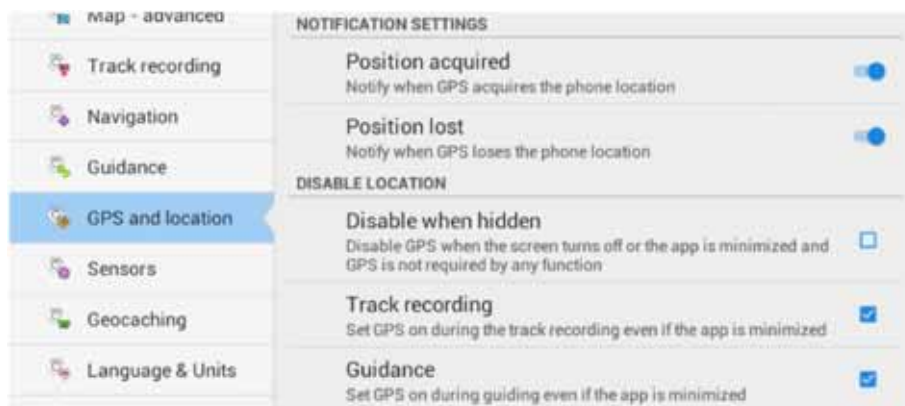 Map - advanced
Track recording
Navigation
Guidance
GPS and location
Sensors
Geocaching
Language & Units
NOTIFICATION SETTINGS
Position acquired
Notify when GPS acquires the phone location
Position lost
Notify when GPS loses the phone location
DISABLE LOCATION
Disable when hidden
Disable GPS when the screen turns off or the app is minimized and
GPS is not required by any function
Track recording
Set GPS on during the track recording even if the app is minimized
Guidance
Set GPS on during guiding even if the app is minimized